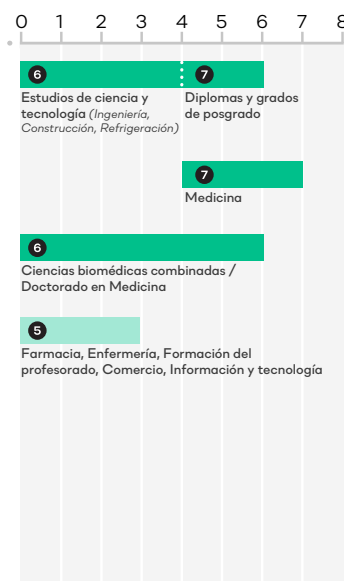 0 1 2 3 4 5 6 7 8
6 7
Estudios de ciencia y Diplomas y grados
tecnología (Ingeniería, de posgrado
Construcción, Refrigeración)
7
Medicina
6
Ciencias biomédicas combinadas /
Doctorado en Medicina
5
Farmacia, Enfermería, Formación del
profesorado, Comercio, Información y tecnología